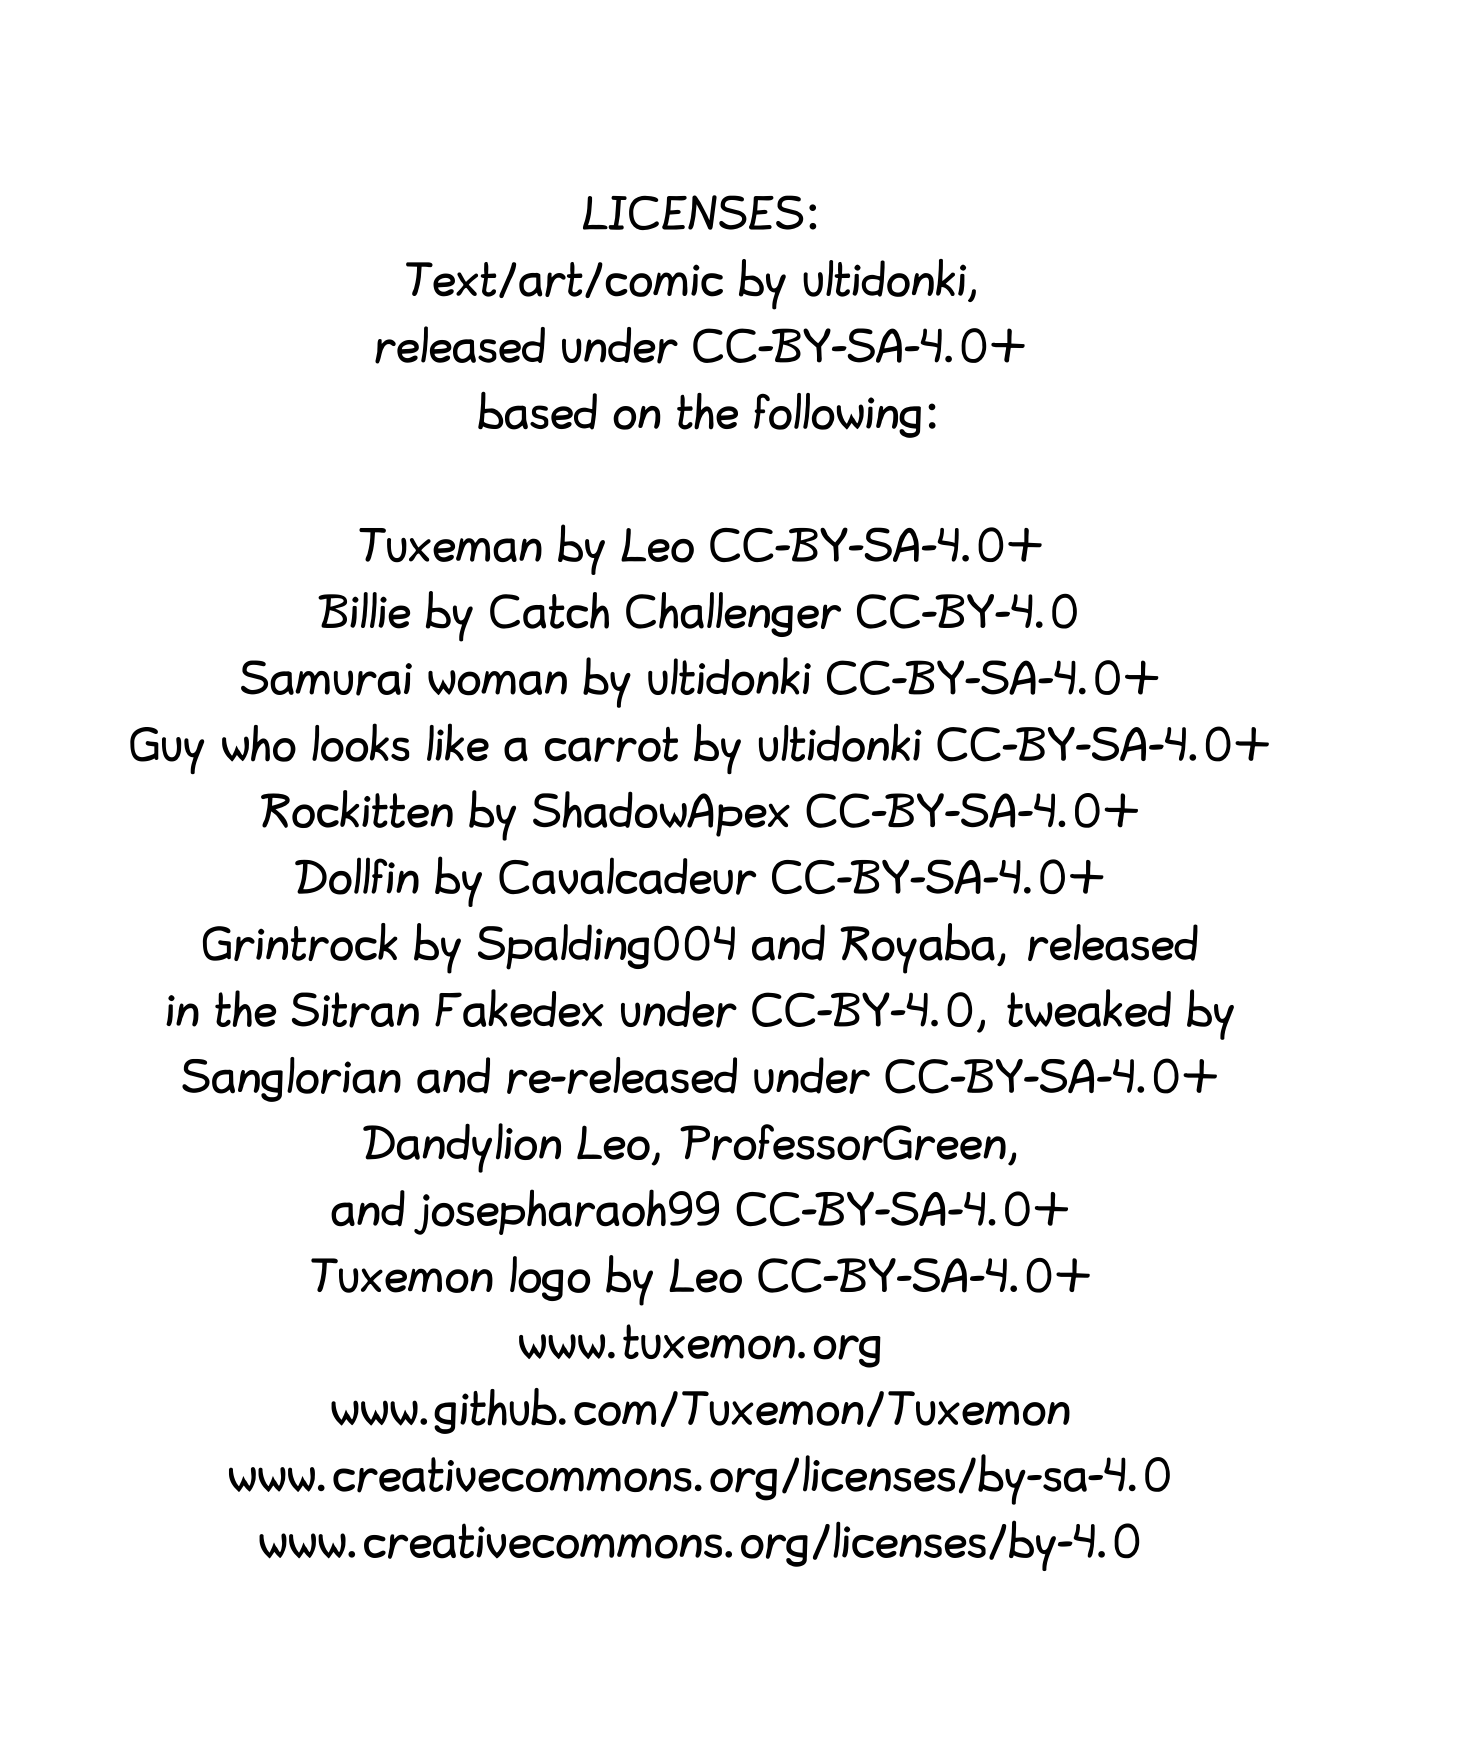 LICENSES:
Text/art/comic by ultidonki,
released under CC-BY-SA-4.0+
based on the following:
Tuxeman by Leo CC-BY-SA-4.0+
Billie by Catch Challenger CC-BY-4.0
Samurai woman by ultidonki CC-BY-SA-4.0+
Guy who looks like a carrot by ultidonki CC-BY-SA-4.0+
Rockitten by ShadowApex CC-BY-SA-4.0+
Dollfin by Cavalcadeur CC-BY-SA-4.0+
Grintrock by Spalding004 and Royaba, released
in the Sitran Fakedex under CC-BY-4.0, tweaked by
Sanglorian and re-released under CC-BY-SA-4.0+
Dandylion Leo, ProfessorGreen,
and josepharaoh99 CC-BY-SA-4.0+
Tuxemon logo by Leo CC-BY-SA-4.0+
www.tuxemon.org
www.github.com/Tuxemon/Tuxemon
www.creativecommons.org/licenses/by-sa-4.0
www.creativecommons.org/licenses/by-4.0